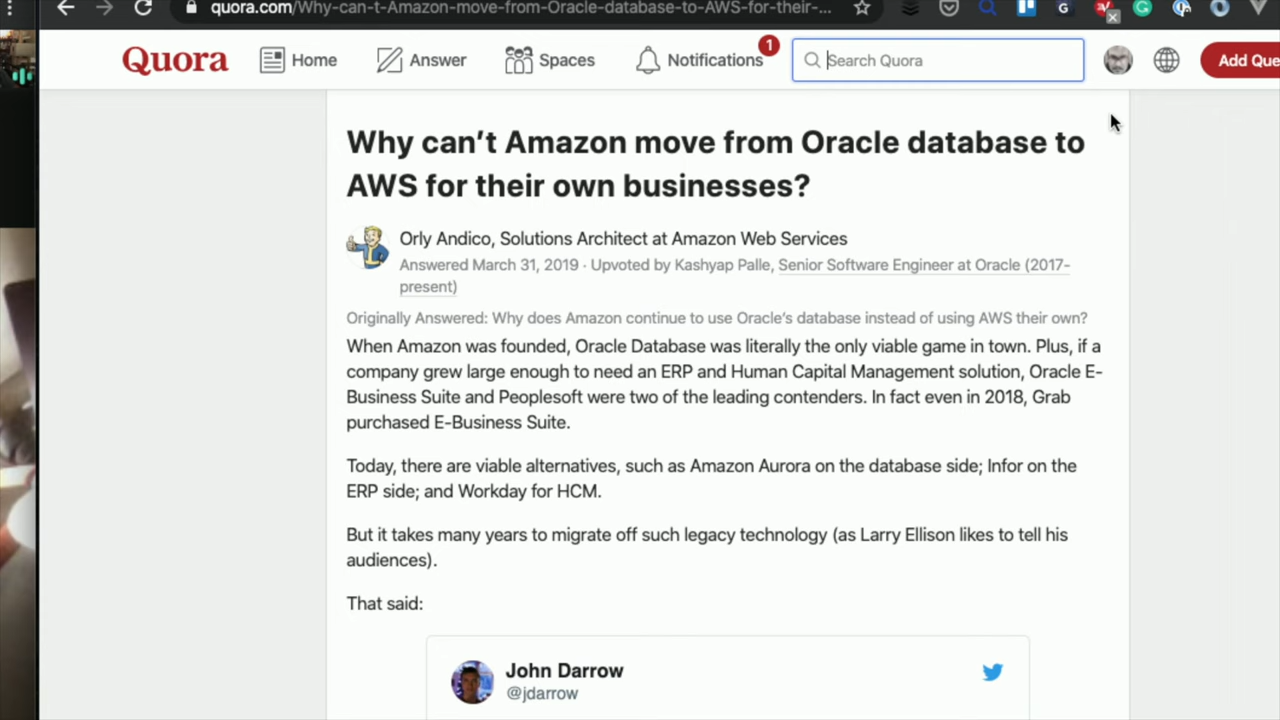 quora.com/Why-can-t-Amazon-move-from-Oracle-database-to-AWS-for-their-...
Quora
Home
Answer
Spaces
Notifications
1
Search Quora
Add Que
Why can’t Amazon move from Oracle database to
AWS for their own businesses?
Orly Andico, Solutions Architect at Amazon Web Services
Answered March 31, 2019 · Upvoted by Kashyap Palle, Senior Software Engineer at Oracle (2017-
present)
Originally Answered: Why does Amazon continue to use Oracle’s database instead of using AWS their own?
When Amazon was founded, Oracle Database was literally the only viable game in town. Plus, if a
company grew large enough to need an ERP and Human Capital Management solution, Oracle E-
Business Suite and Peoplesoft were two of the leading contenders. In fact even in 2018, Grab
purchased E-Business Suite.
Today, there are viable alternatives, such as Amazon Aurora on the database side; Infor on the
ERP side; and Workday for HCM.
But it takes many years to migrate off such legacy technology (as Larry Ellison likes to tell his
audiences).
That said:
John Darrow
@jdarrow